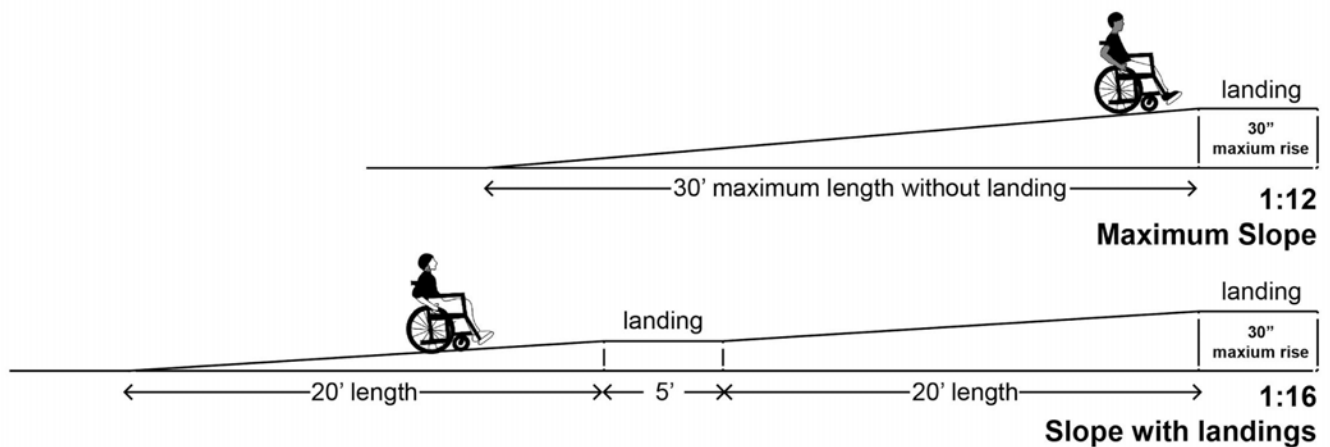 landing
30”
maxium rise
30’ maximum length without landing
1:12
Maximum Slope
landing
landing
30”
maxium rise
20’ length
5’
20’ length
1:16
Slope with landings